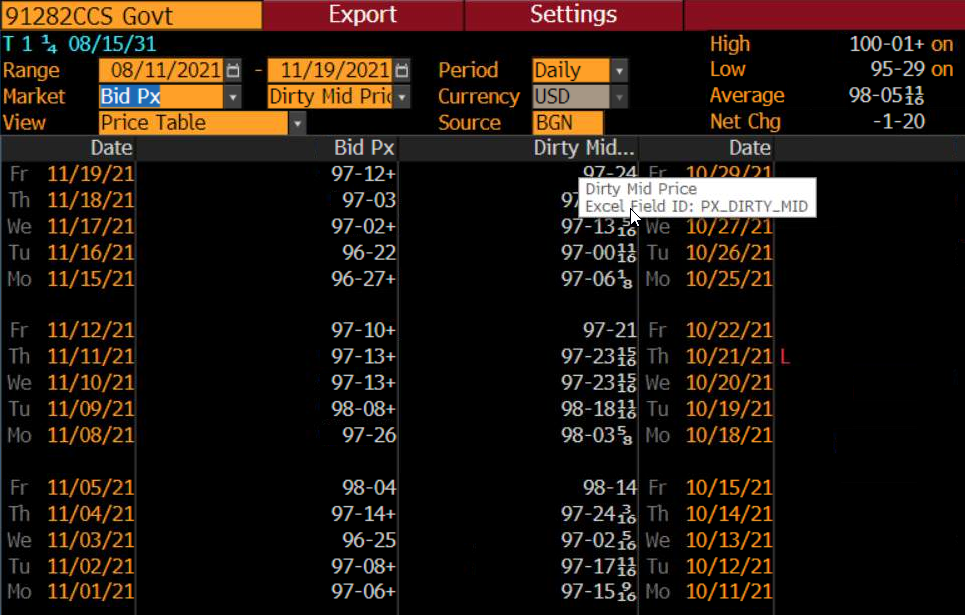 91282CCS Govt Export Settings
T 1 ¼ 08/15/31 High 100-01+ on
Range 08/11/2021 - 11/19/2021 Period Daily Low 95-29 on
Market Bid Px Dirty Mid Pric Currency USD Average 98-05 11/16
View Price Table Source BGN Net Chg -1-20
Date Bid Px Dirty Mid... Date
Fr 11/19/21 97-12+ 97-24 Fr 10/29/21
Dirty Mid Price
Th 11/18/21 97-03 97
Excel Field ID: PX_DIRTY_MID
We 11/17/21 97-02+ 97-13 5/16 We 10/27/21
Tu 11/16/21 96-22 97-00 11/16 Tu 10/26/21
Mo 11/15/21 96-27+ 97-06 1/8 Mo 10/25/21
Fr 11/12/21 97-10+ 97-21 Fr 10/22/21
Th 11/11/21 97-13+ 97-23 15/16 Th 10/21/21 L
We 11/10/21 97-13+ 97-23 15/16 We 10/20/21
Tu 11/09/21 98-08+ 98-18 11/16 Tu 10/19/21
Mo 11/08/21 97-26 98-03 5/8 Mo 10/18/21
Fr 11/05/21 98-04 98-14 Fr 10/15/21
Th 11/04/21 97-14+ 97-24 3/16 Th 10/14/21
We 11/03/21 96-25 97-02 5/16 We 10/13/21
Tu 11/02/21 97-08+ 97-17 11/16 Tu 10/12/21
Mo 11/01/21 97-06+ 97-15 9/16 Mo 10/11/21